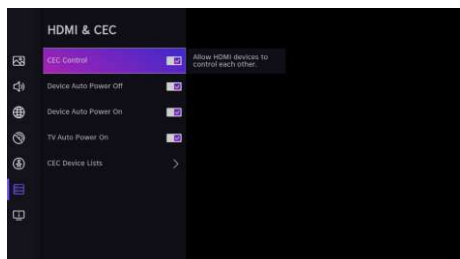 HDMI & CEC
CEC Control
Allow HDMI devices to
control each other.
Device Auto Power Off
Device Auto Power On
TV Auto Power On
CEC Device Lists